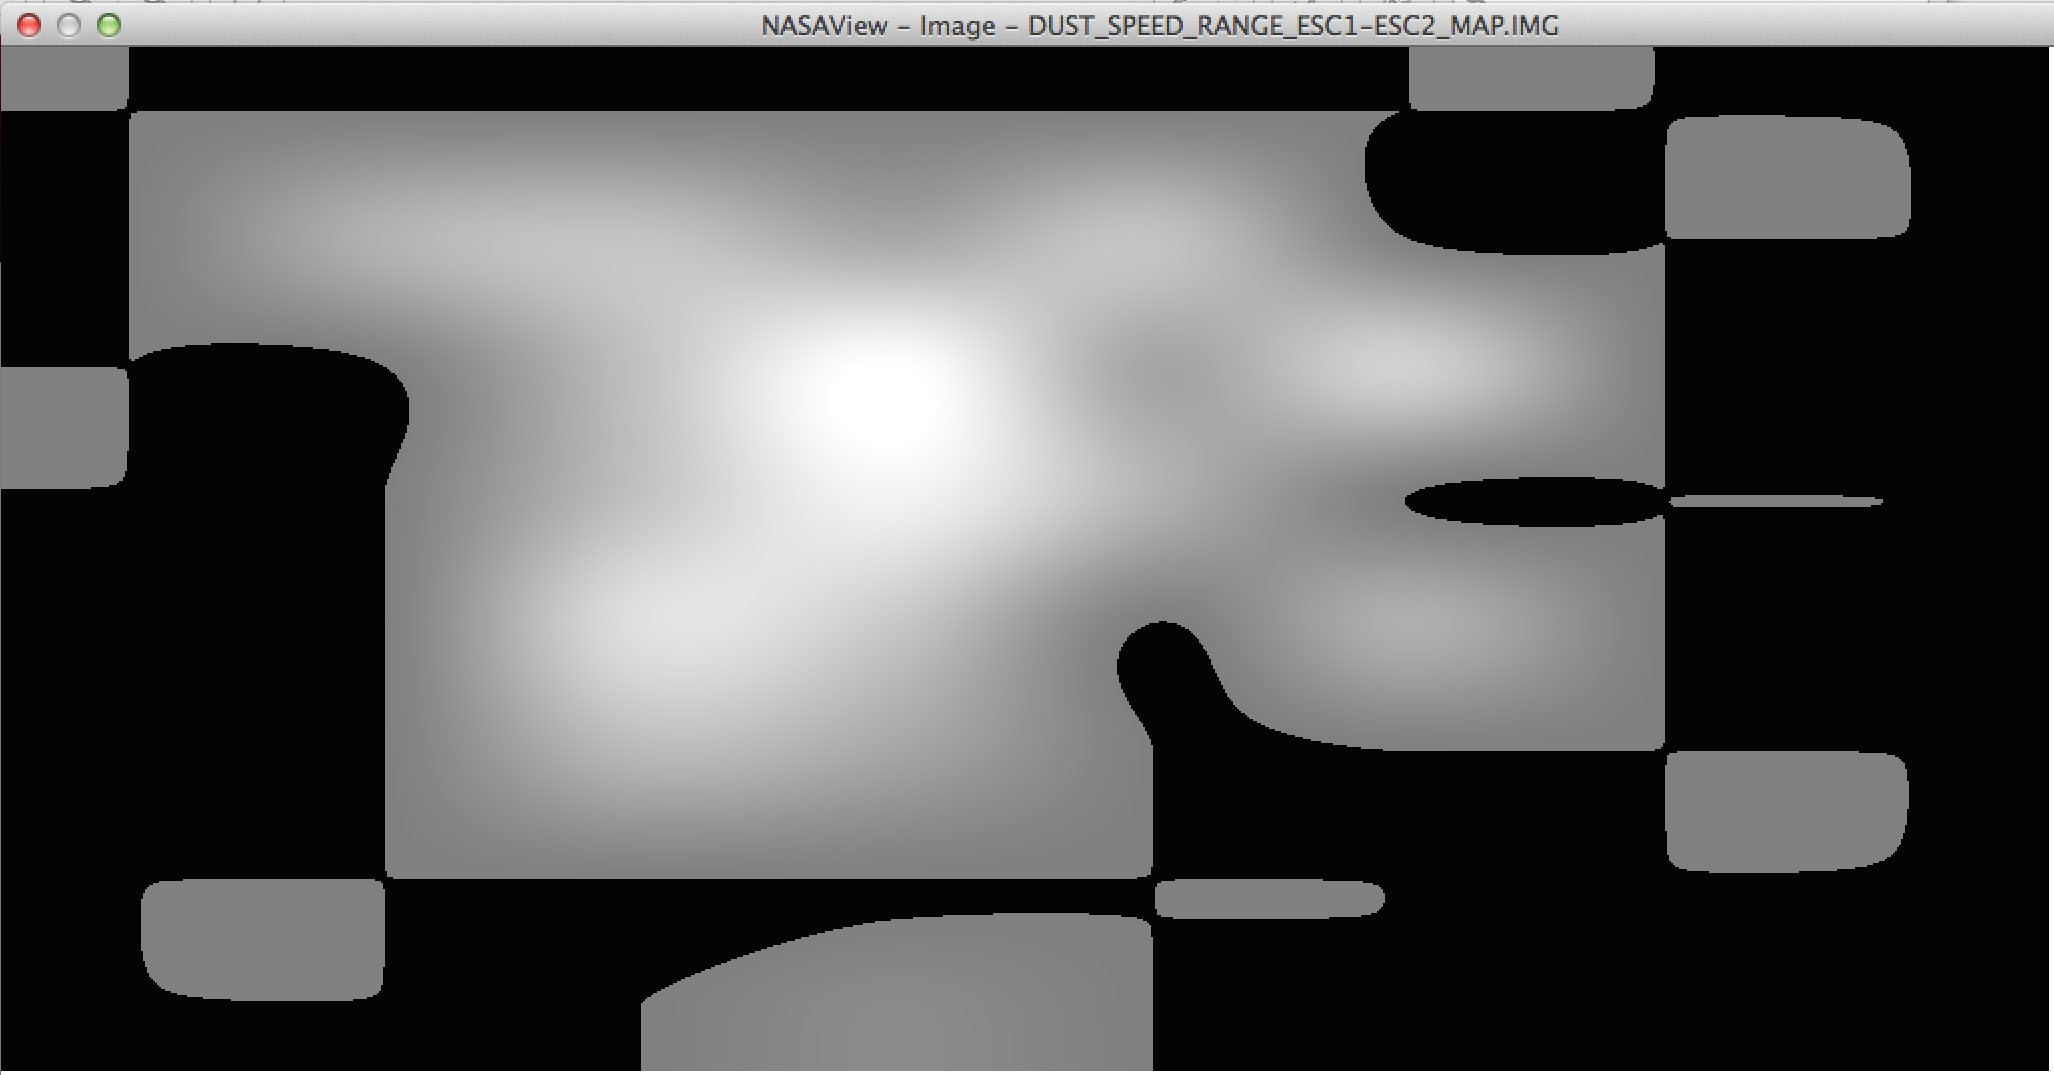 NASAView – Image – DUST_SPEED_RANGE_ESC1–ESC2_MAP.IMG